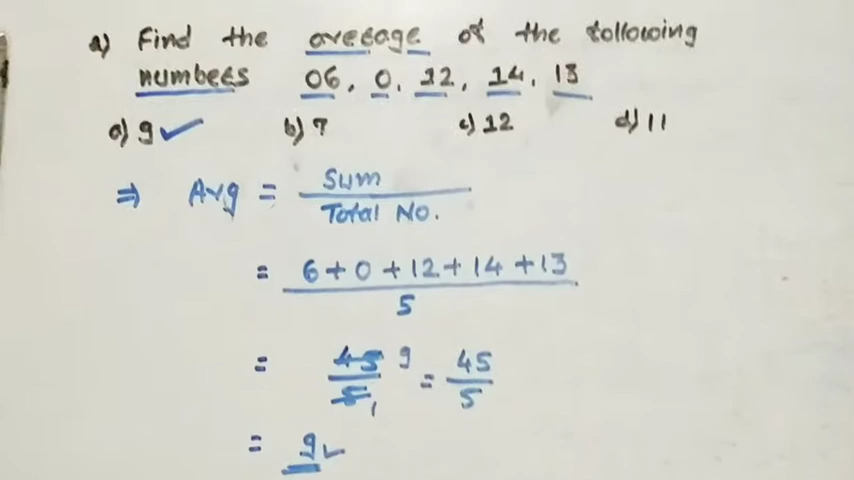 a) Find the average of the following
numbers 06, 0, 12, 14, 13
a) 9 ✓ b) 7 c) 12 d) 11
⇒ Avg = Sum / Total No.
= 6 + 0 + 12 + 14 + 13 / 5
= 45 9 / 5 1 = 45 / 5
= 9 ✓